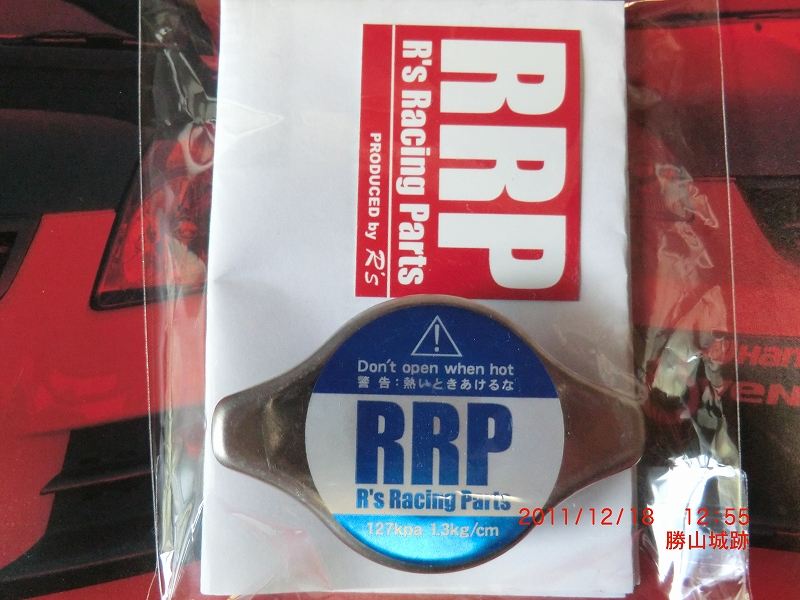 RRP
R's Racing Parts
PRODUCED by R's
Don't open when hot
警告:熱いときあけるな
RRP
R's Racing Parts
127kpa 1.3kg/cm
2011/12/18 12:55
勝山城跡